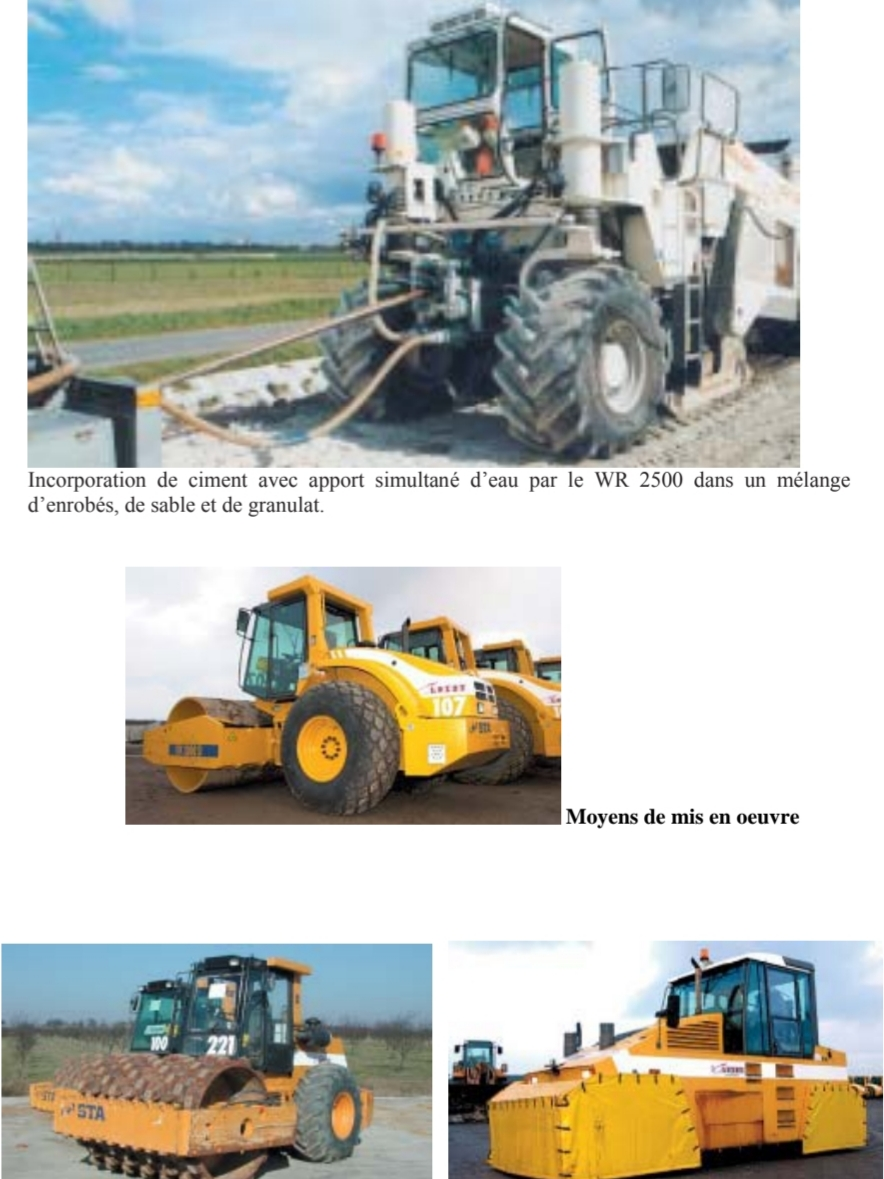 Incorporation de ciment avec apport simultané d'eau par le WR 2500 dans un mélange
d'enrobés, de sable et de granulat.
107
STA
Moyens de mis en oeuvre
100
221
STA